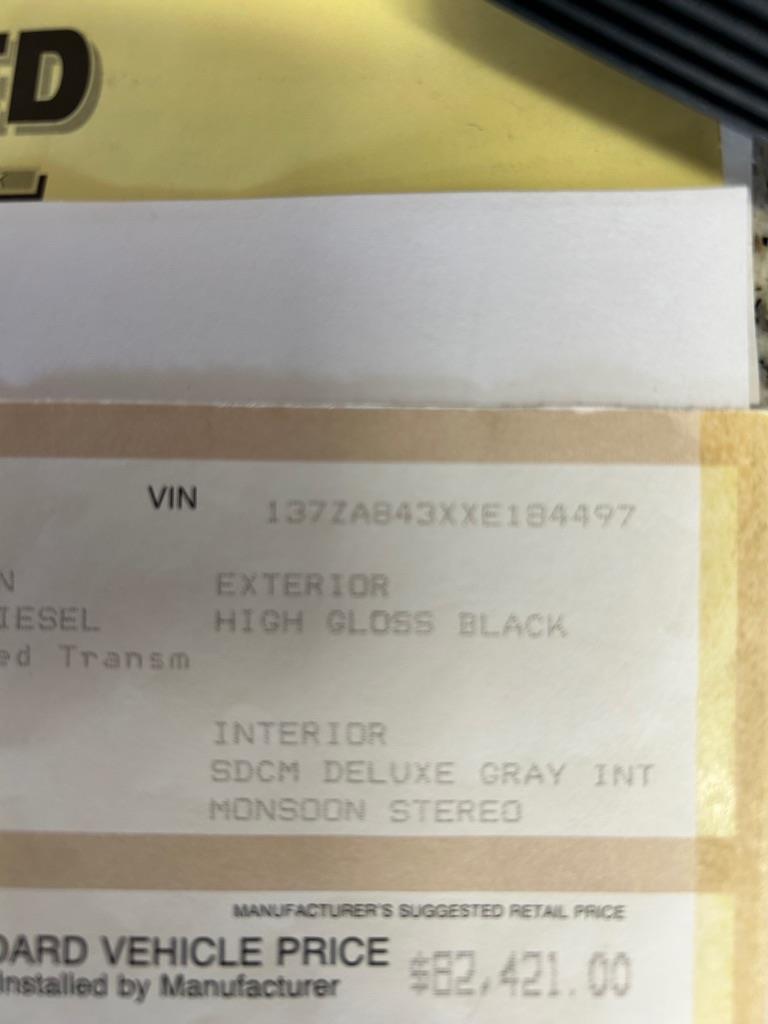 ED
VIN 137ZA843XXE184497
N EXTERIOR
IESEL HIGH GLOSS BLACK
ed Transm
INTERIOR
SDCM DELUXE GRAY INT
MONSOON STEREO
MANUFACTURER'S SUGGESTED RETAIL PRICE
DARD VEHICLE PRICE $82,421.00
Installed by Manufacturer